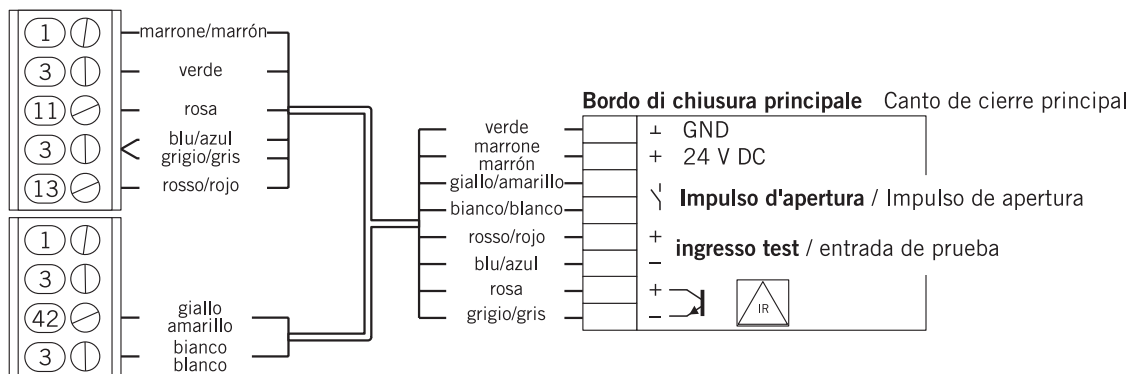 1 marrone/marrón
3 verde
11 rosa
3 blu/azul
grigio/gris
13 rosso/rojo
1
3
42 giallo
amarillo
3 bianco
blanco
Bordo di chiusura principale Canto de cierre principal
verde ⊥ GND
marrone
marrón + 24 V DC
giallo/amarillo
bianco/blanco
Impulso d'apertura / Impulso de apertura
rosso/rojo +
blu/azul –
ingresso test / entrada de prueba
rosa +
grigio/gris –
IR